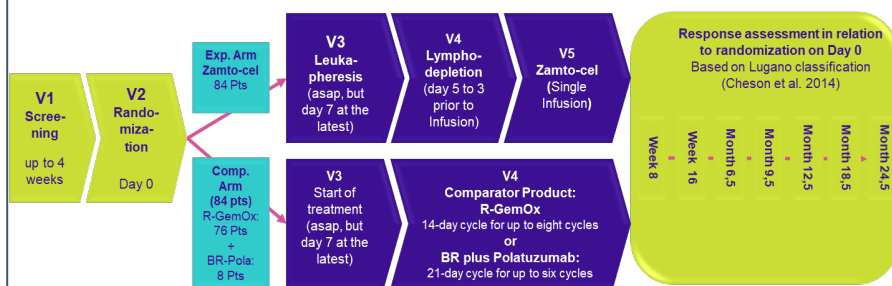 V1
Scree-
ning
up to 4
weeks
V2
Rando-
miza-
tion
Day 0
Exp. Arm
Zamto-cel
84 Pts
V3
Leuka-
pheresis
(asap, but
day 7 at the
latest)
V4
Lympho-
depletion
(day 5 to 3
prior to
Infusion)
V5
Zamto-cel
(Single
Infusion)
Comp.
Arm
(84 pts)
R-GemOx:
76 Pts
+
BR-Pola:
8 Pts
V3
Start of
treatment
(asap, but
day 7 at the
latest)
V4
Comparator Product:
R-GemOx
14-day cycle for up to eight cycles
or
BR plus Polatuzumab:
21-day cycle for up to six cycles
Response assessment in relation
to randomization on Day 0
Based on Lugano classification
(Cheson et al. 2014)
Week 8
Week 16
Month 6,5
Month 9,5
Month 12,5
Month 18,5
Month 24,5